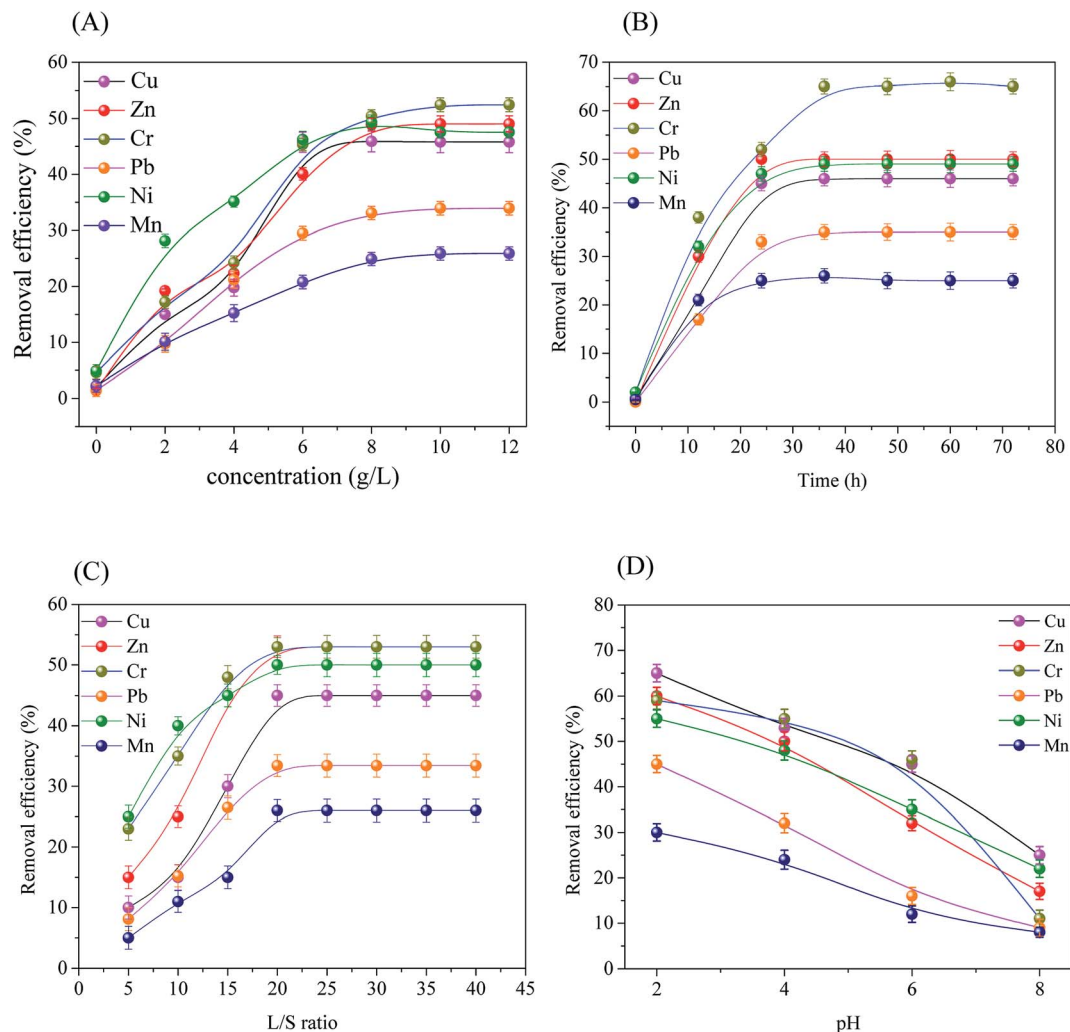 (A)
60
50
40
30
20
10
0
Removal efficiency (%)
Cu
Zn
Cr
Pb
Ni
Mn
0 2 4 6 8 10 12
concentration (g/L)
(B)
70
60
50
40
30
20
10
0
Removal efficiency (%)
Cu
Zn
Cr
Pb
Ni
Mn
0 10 20 30 40 50 60 70 80
Time (h)
(C)
60
50
40
30
20
10
0
Removal efficiency (%)
Cu
Zn
Cr
Pb
Ni
Mn
5 10 15 20 25 30 35 40 45
L/S ratio
(D)
80
70
60
50
40
30
20
10
0
Removal efficiency (%)
Cu
Zn
Cr
Pb
Ni
Mn
2 4 6 8
pH